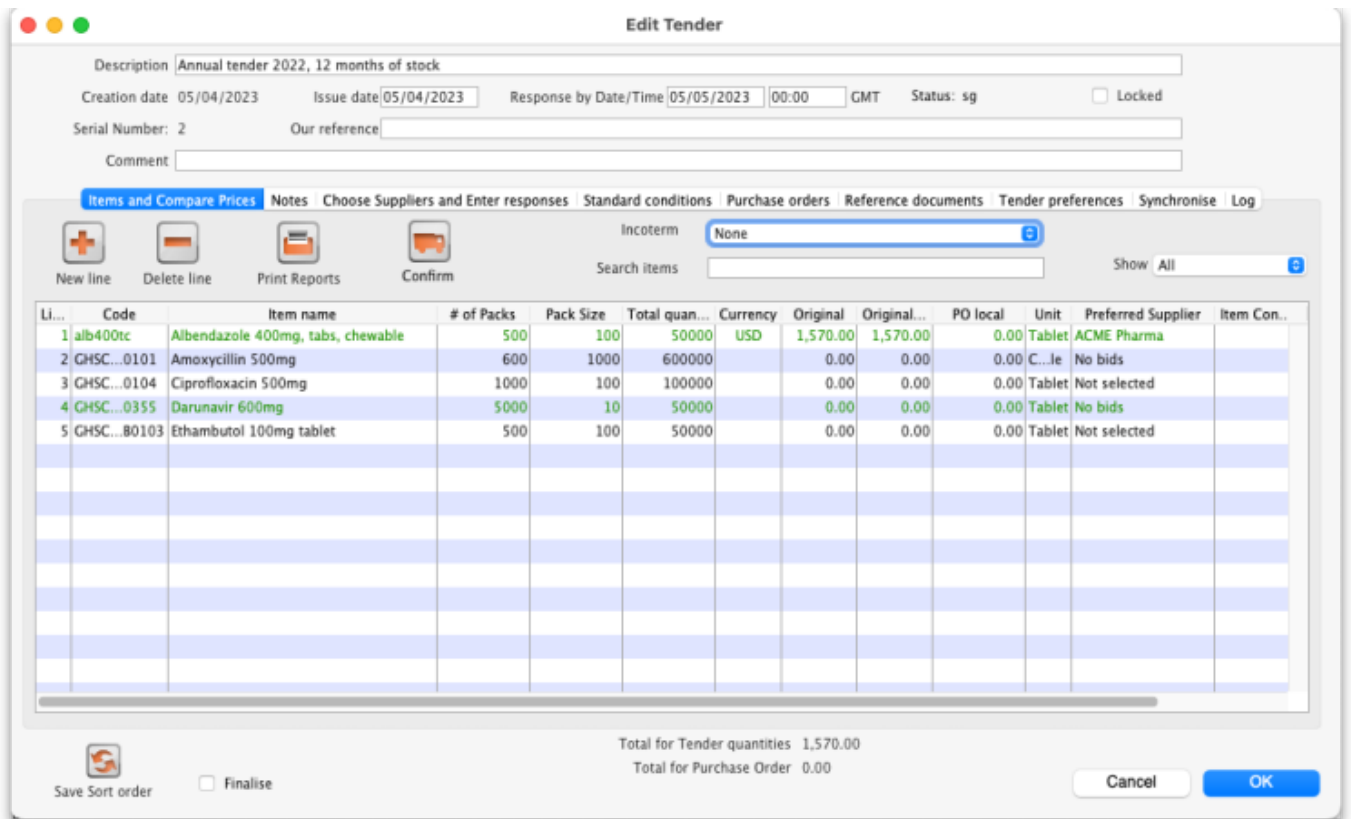 Edit Tender
Description Annual tender 2022, 12 months of stock
Creation date 05/04/2023 Issue date 05/04/2023 Response by Date/Time 05/05/2023 00:00 GMT Status: sg Locked
Serial Number: 2 Our reference
Comment
Items and Compare Prices Notes Choose Suppliers and Enter responses Standard conditions Purchase orders Reference documents Tender preferences Synchronise Log
Incoterm None
New line Delete line Print Reports Confirm Search items Show All
Li... Code Item name # of Packs Pack Size Total quan... Currency Original Original... PO local Unit Preferred Supplier Item Con..
1 alb400tc Albendazole 400mg, tabs, chewable 500 100 50000 USD 1,570.00 1,570.00 0.00 Tablet ACME Pharma
2 GHSC...0101 Amoxycillin 500mg 600 1000 600000 0.00 0.00 0.00 C...le No bids
3 GHSC...0104 Ciprofloxacin 500mg 1000 100 100000 0.00 0.00 0.00 Tablet Not selected
4 GHSC...0355 Darunavir 600mg 5000 10 50000 0.00 0.00 0.00 Tablet No bids
5 GHSC...80103 Ethambutol 100mg tablet 500 100 50000 0.00 0.00 0.00 Tablet Not selected
Total for Tender quantities 1,570.00
Total for Purchase Order 0.00
Save Sort order Finalise Cancel OK